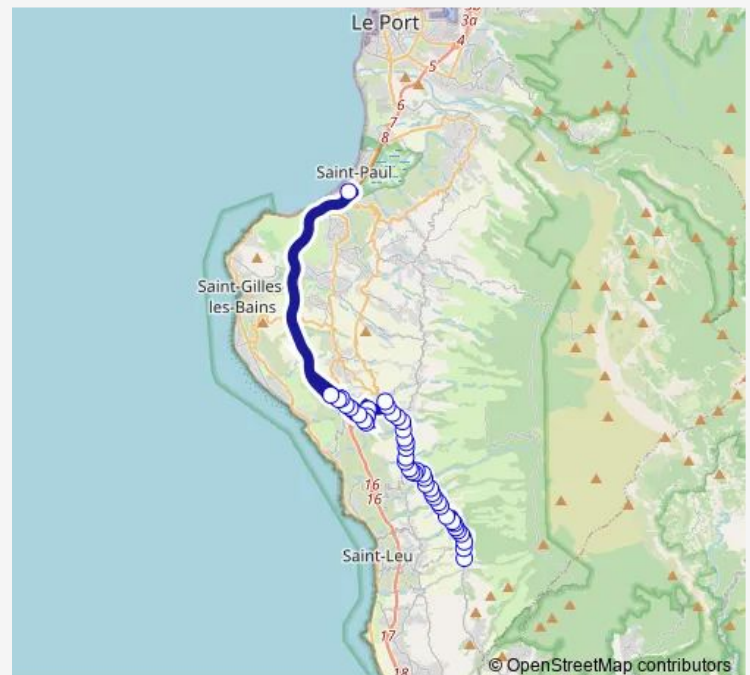 Le Port
3a
4
5
6
7
8
Saint-Paul
Saint-Gilles
les-Bains
16
16
Saint-Leu
17
18
© OpenStreetMap contributors